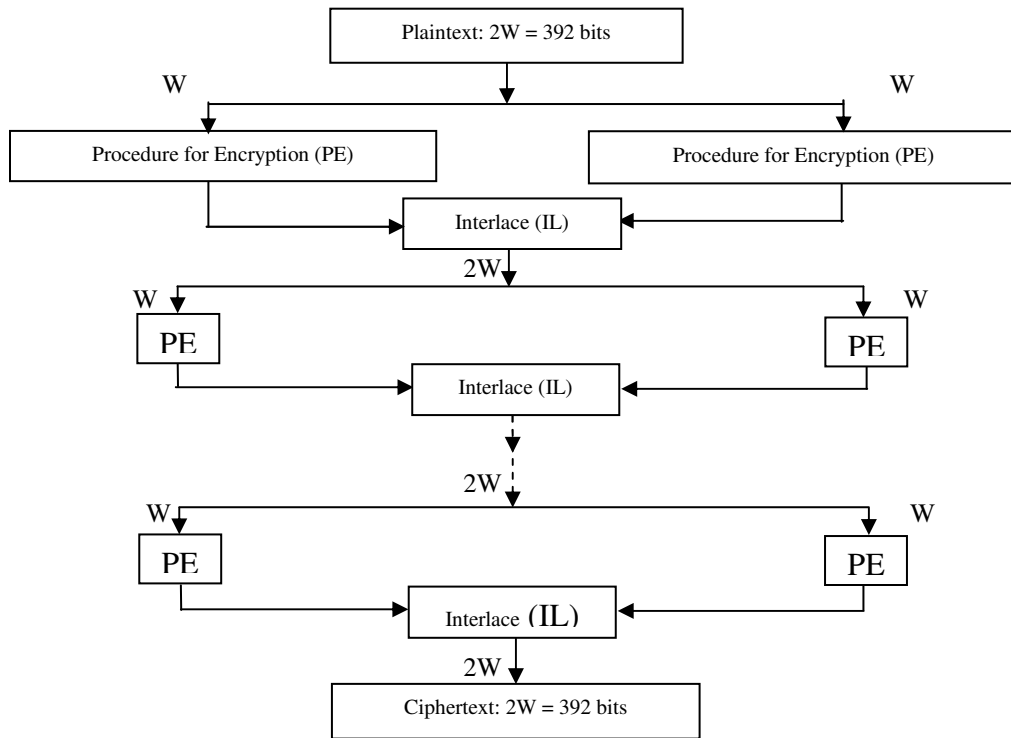 Plaintext: 2W = 392 bits
W
W
Procedure for Encryption (PE)
Procedure for Encryption (PE)
Interlace (IL)
2W
W
W
PE
PE
Interlace (IL)
2W
W
W
PE
PE
Interlace (IL)
2W
Ciphertext: 2W = 392 bits